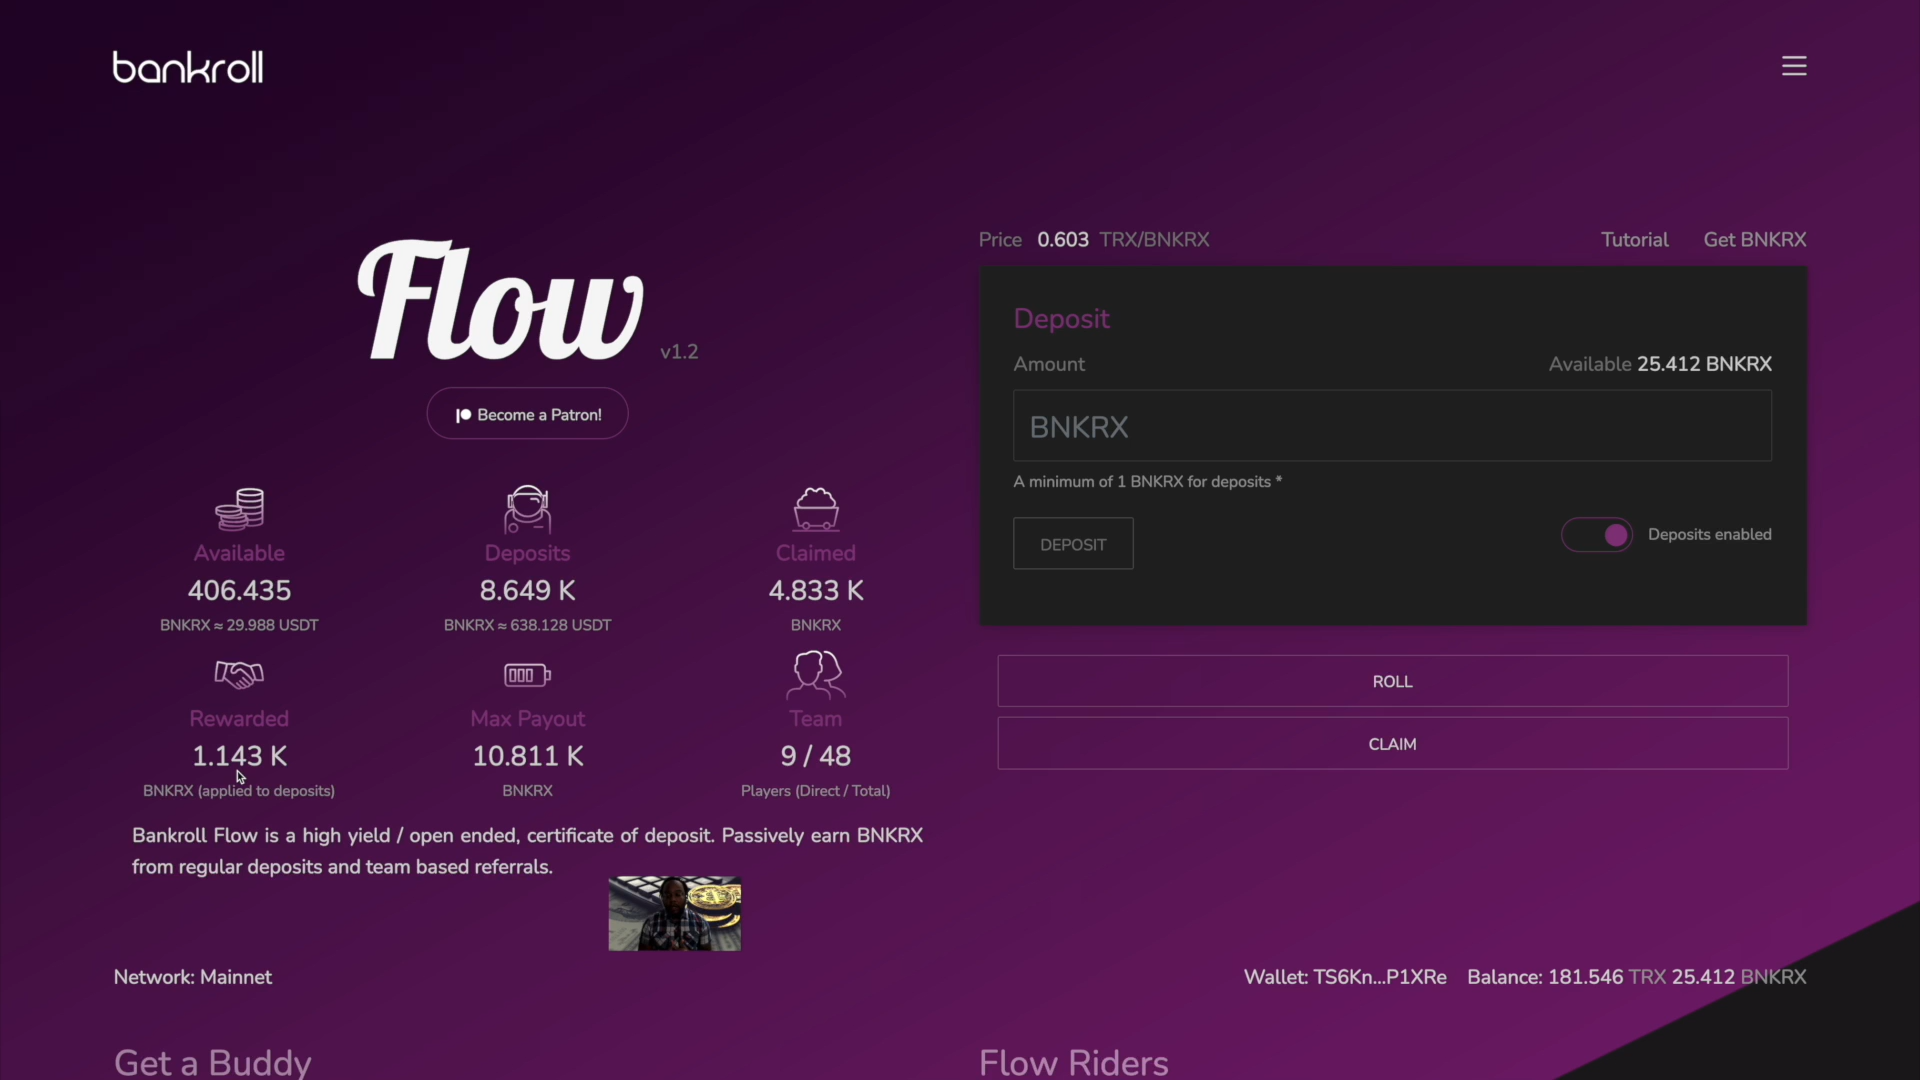 bankroll
Flow v1.2
Become a Patron!
Available
406.435
BNKRX ≈ 29.988 USDT
Deposits
8.649 K
BNKRX ≈ 638.128 USDT
Claimed
4.833 K
BNKRX
Rewarded
1.143 K
BNKRX (applied to deposits)
Max Payout
10.811 K
BNKRX
Team
9 / 48
Players (Direct / Total)
Bankroll Flow is a high yield / open ended, certificate of deposit. Passively earn BNKRX
from regular deposits and team based referrals.
Price 0.603 TRX/BNKRX
Tutorial Get BNKRX
Deposit
Amount Available 25.412 BNKRX
BNKRX
A minimum of 1 BNKRX for deposits *
DEPOSIT
Deposits enabled
ROLL
CLAIM
Network: Mainnet
Wallet: TS6Kn...P1XRe Balance: 181.546 TRX 25.412 BNKRX
Get a Buddy
Flow Riders